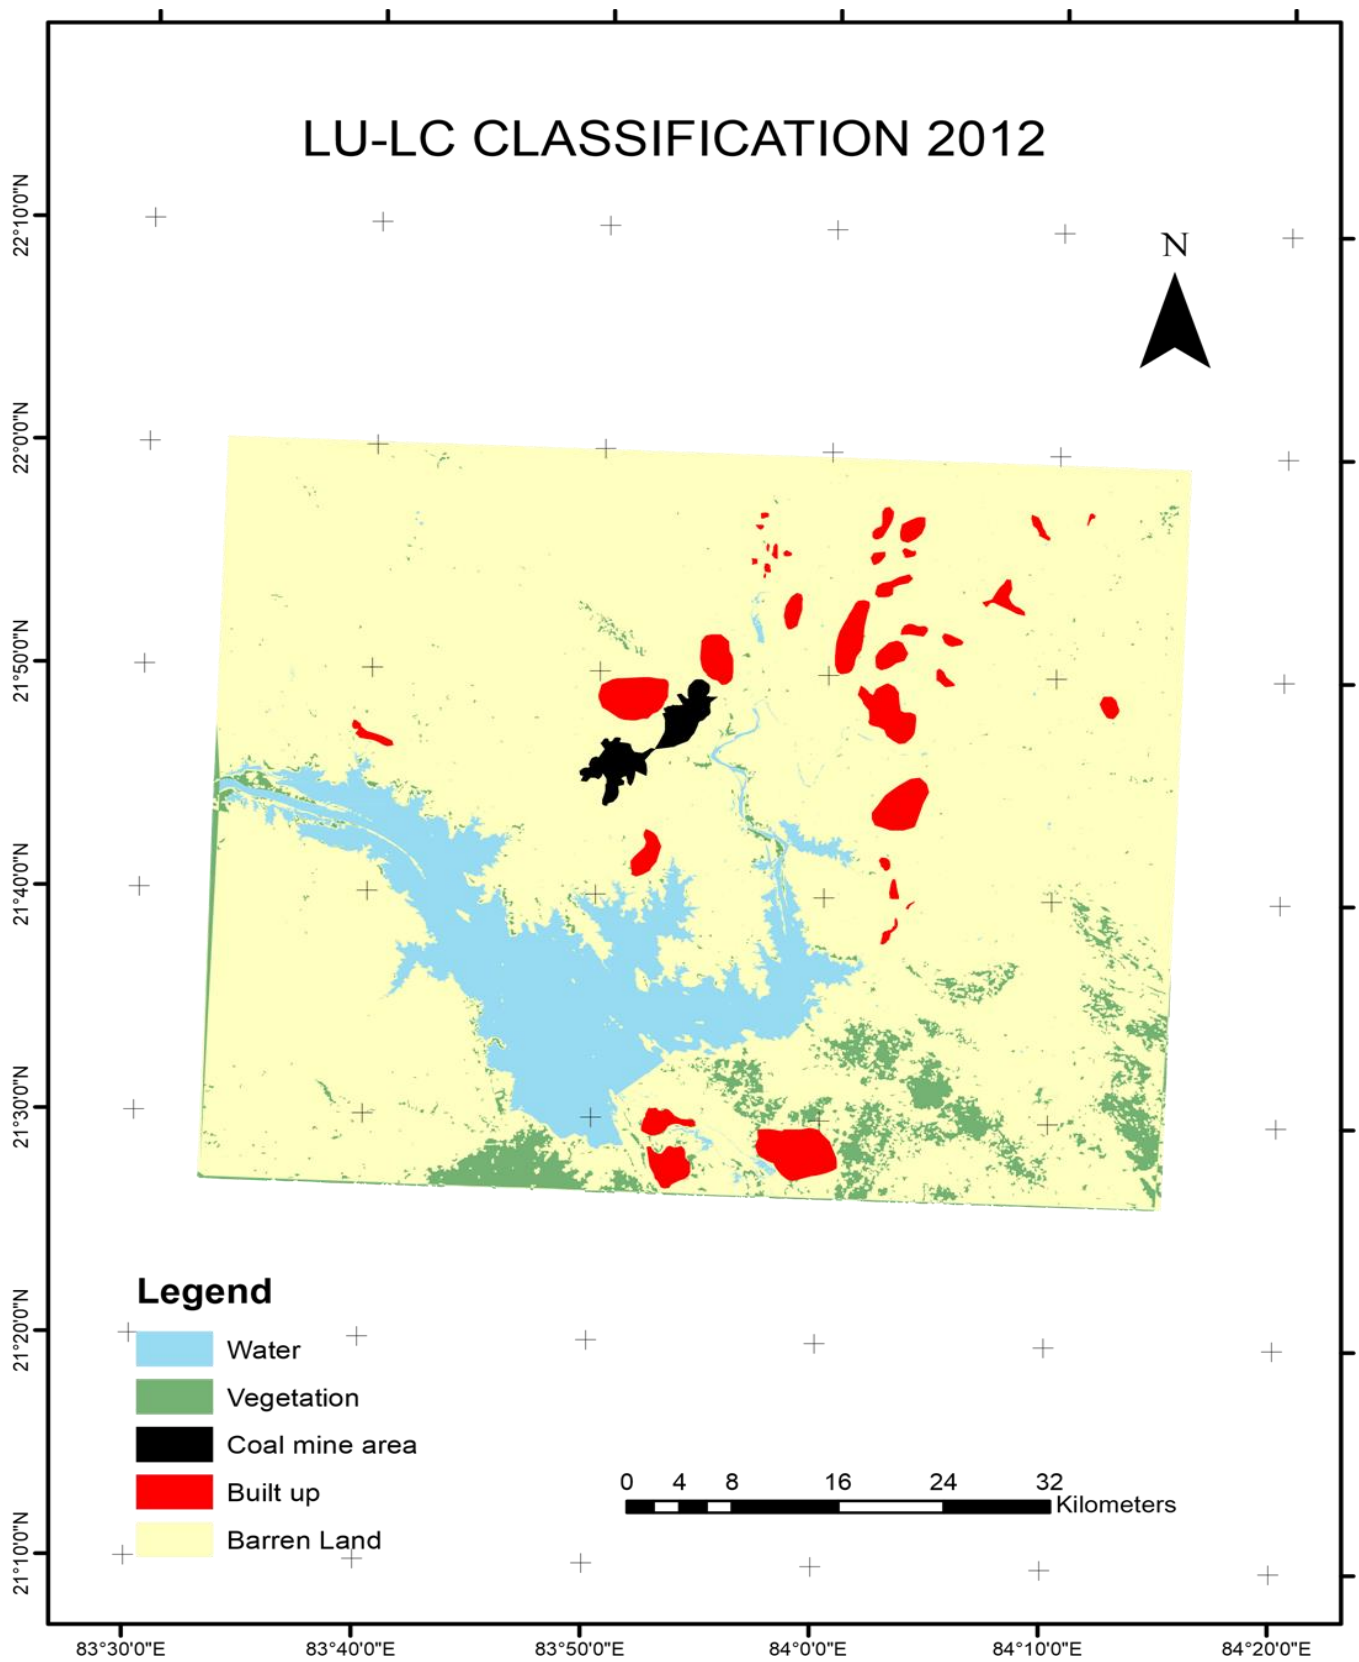 LU-LC CLASSIFICATION 2012
N
22°10'0"N
22°0'0"N
21°50'0"N
21°40'0"N
21°30'0"N
21°20'0"N
21°10'0"N
Legend
Water
Vegetation
Coal mine area
Built up
Barren Land
0 4 8 16 24 32
Kilometers
83°30'0"E 83°40'0"E 83°50'0"E 84°0'0"E 84°10'0"E 84°20'0"E